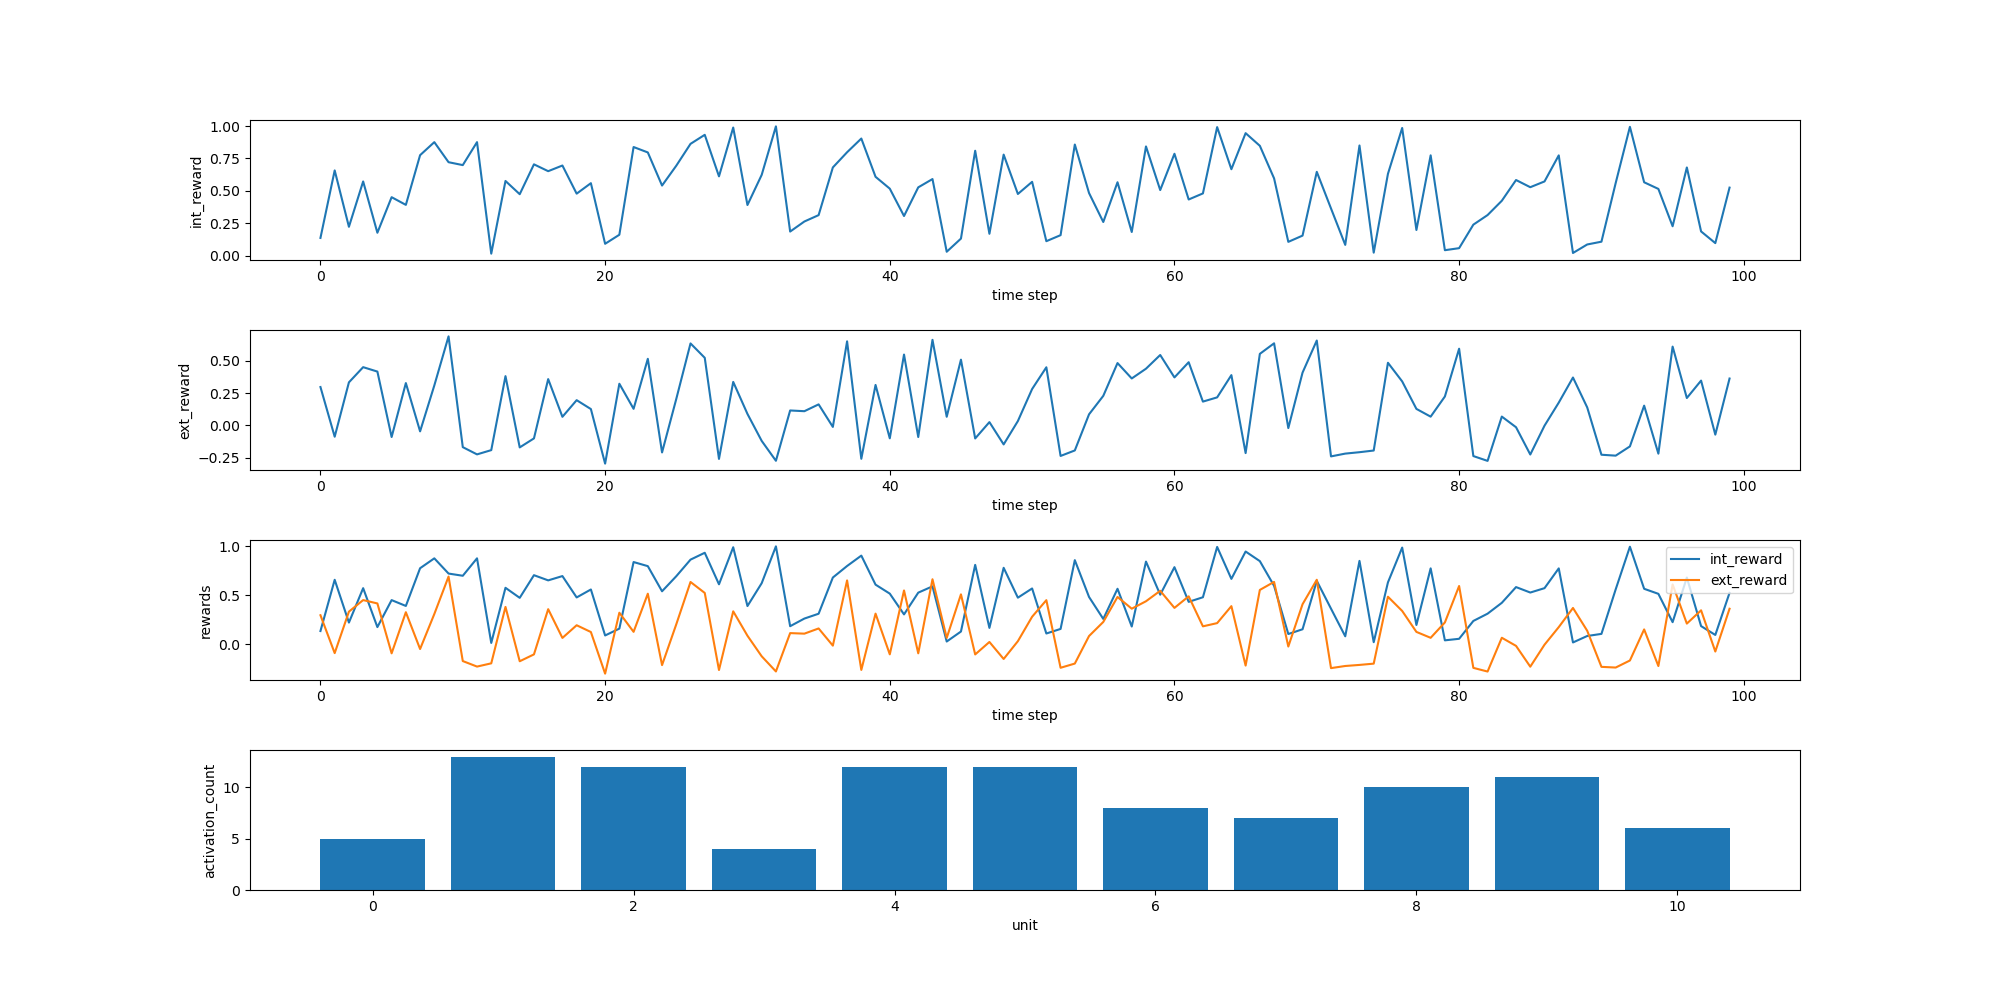 1.00
0.75
0.50
0.25
0.00
int_reward
0 20 40 60 80 100
time step
0.50
0.25
0.00
−0.25
ext_reward
0 20 40 60 80 100
time step
1.0
0.5
0.0
rewards
int_reward
ext_reward
0 20 40 60 80 100
time step
10
5
0
activation_count
0 2 4 6 8 10
unit